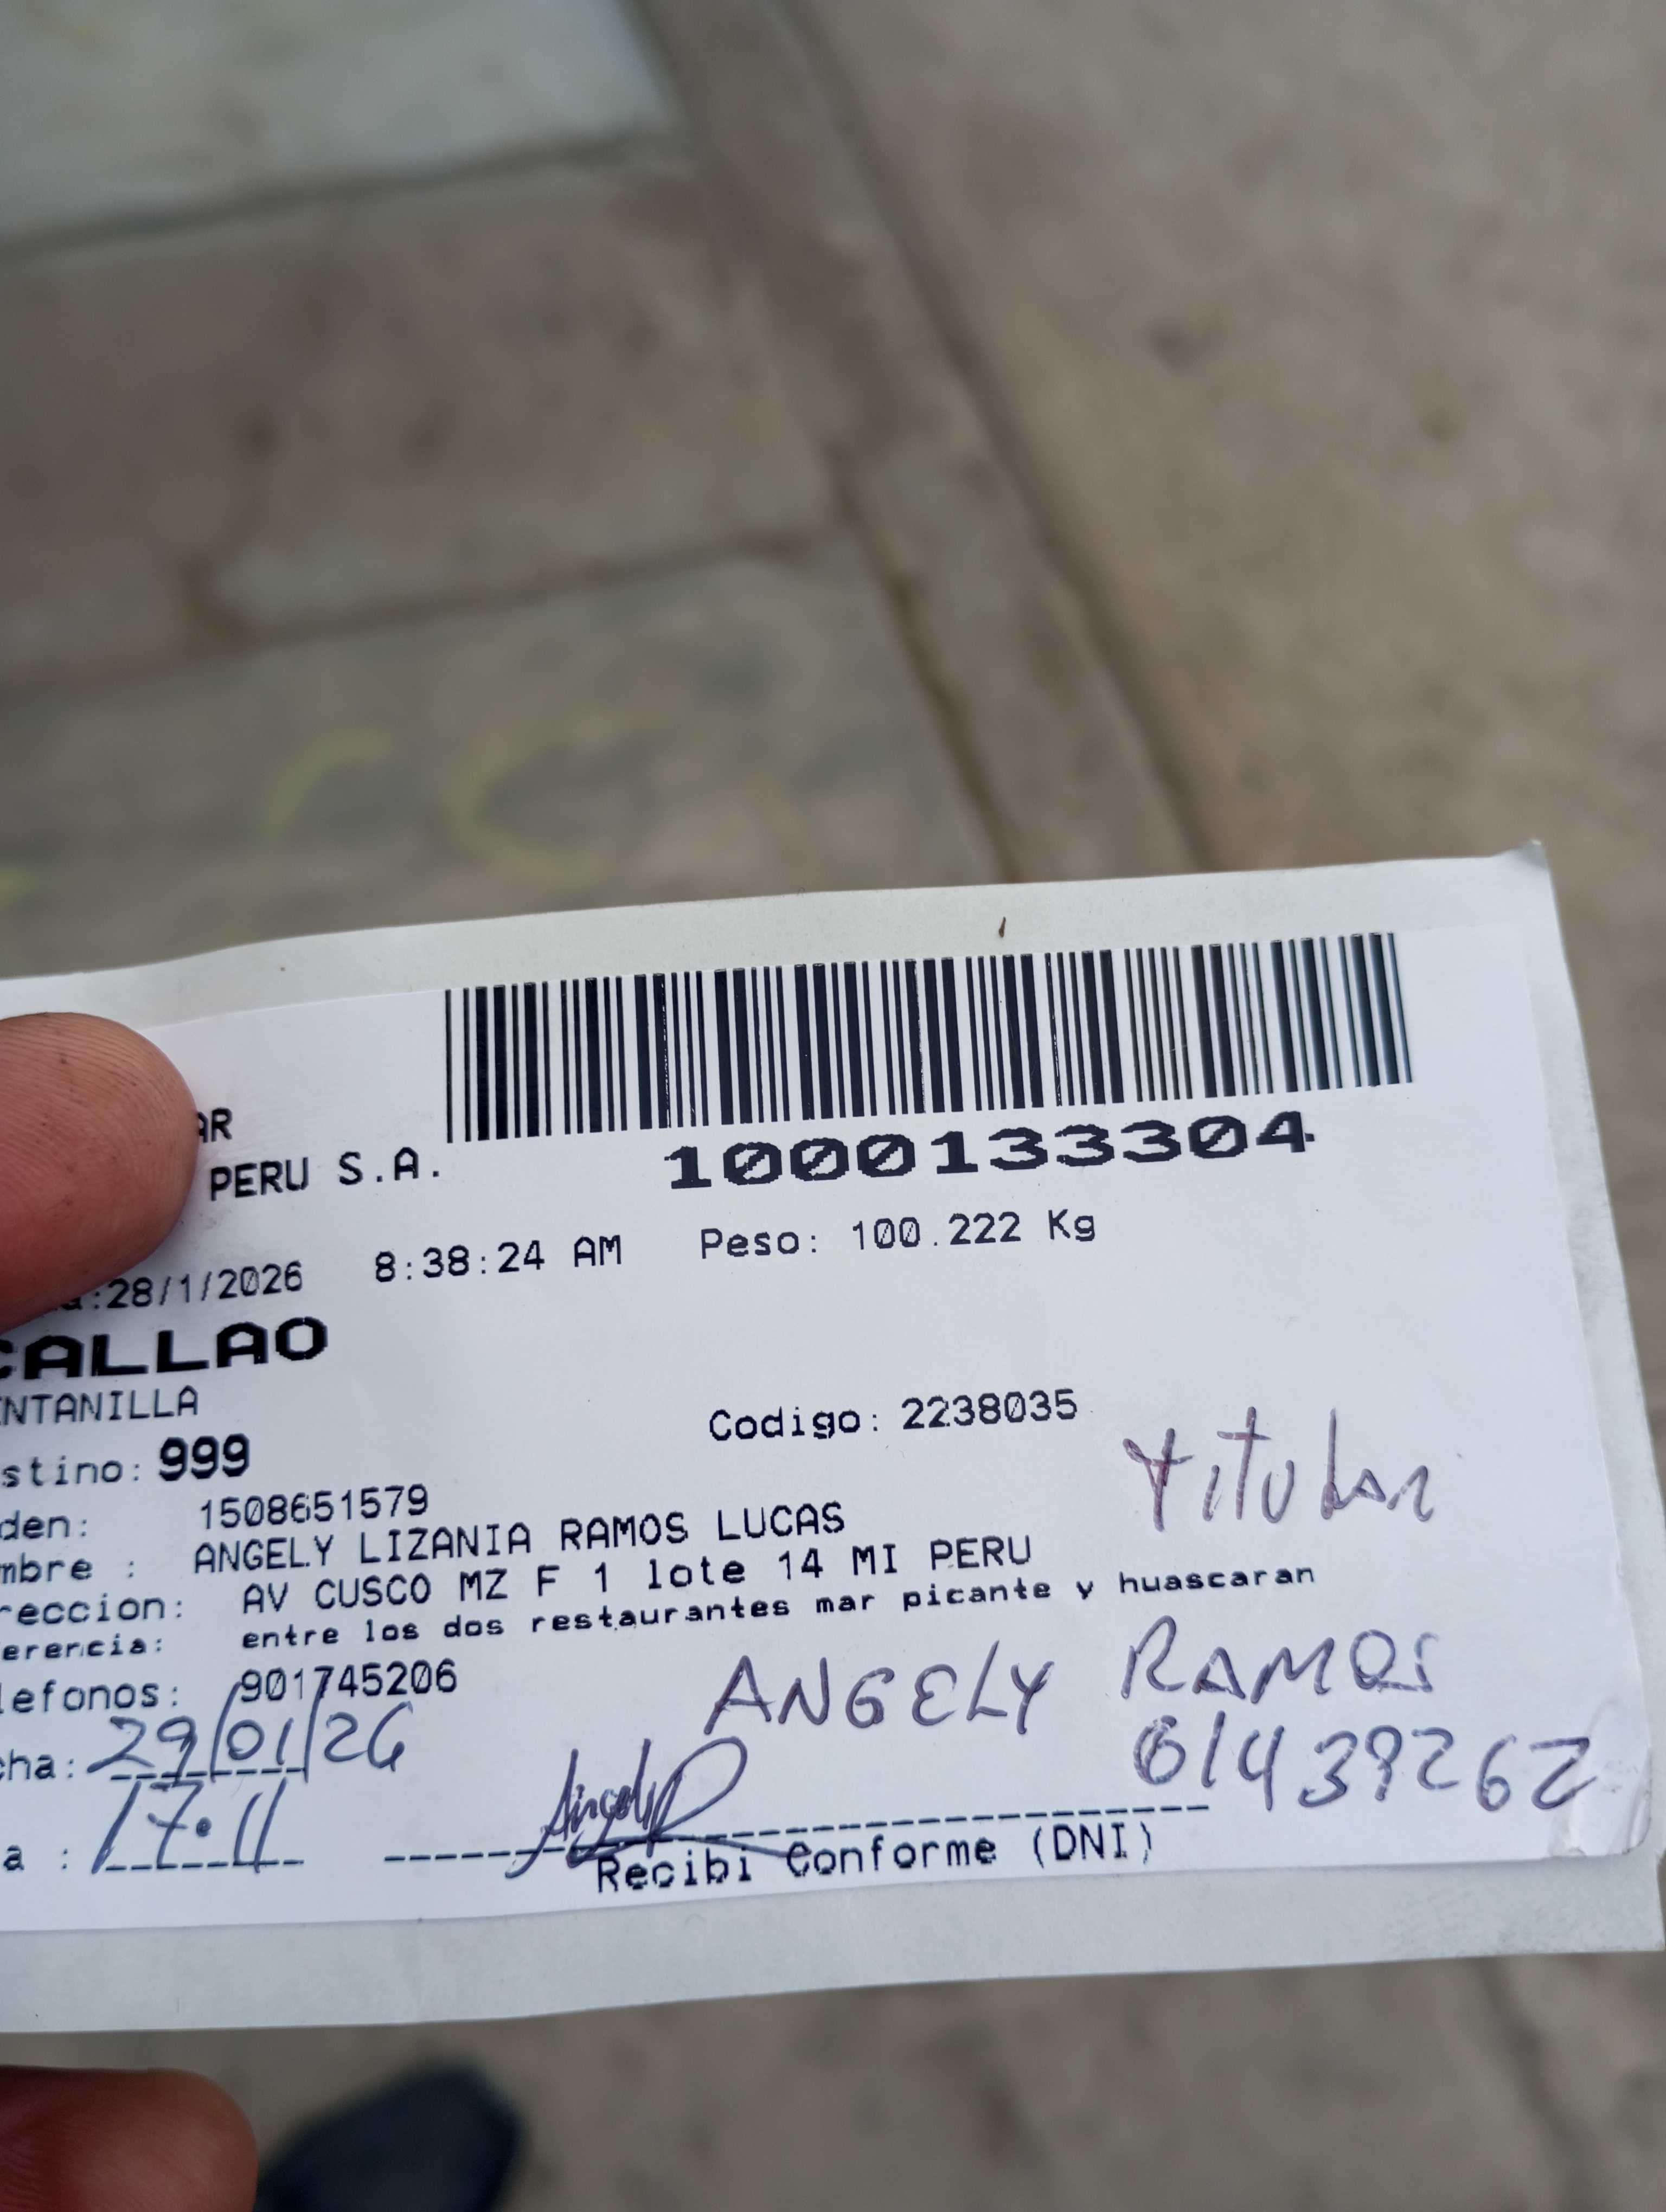 AR
PERU S.A.
1000133304
a:28/1/2026 8:38:24 AM Peso: 100.222 Kg
CALLAO
NTANILLA
Codigo: 2238035
stino: 999
titular
den: 1508651579
mbre : ANGELY LIZANIA RAMOS LUCAS
reccion: AV CUSCO MZ F 1 lote 14 MI PERU
erencia: entre los dos restaurantes mar picante y huascaran
lefonos: 901745206
ANGELY RAMOS
cha: 29/01/26
61439262
a : 17:11
Recibi Conforme (DNI)